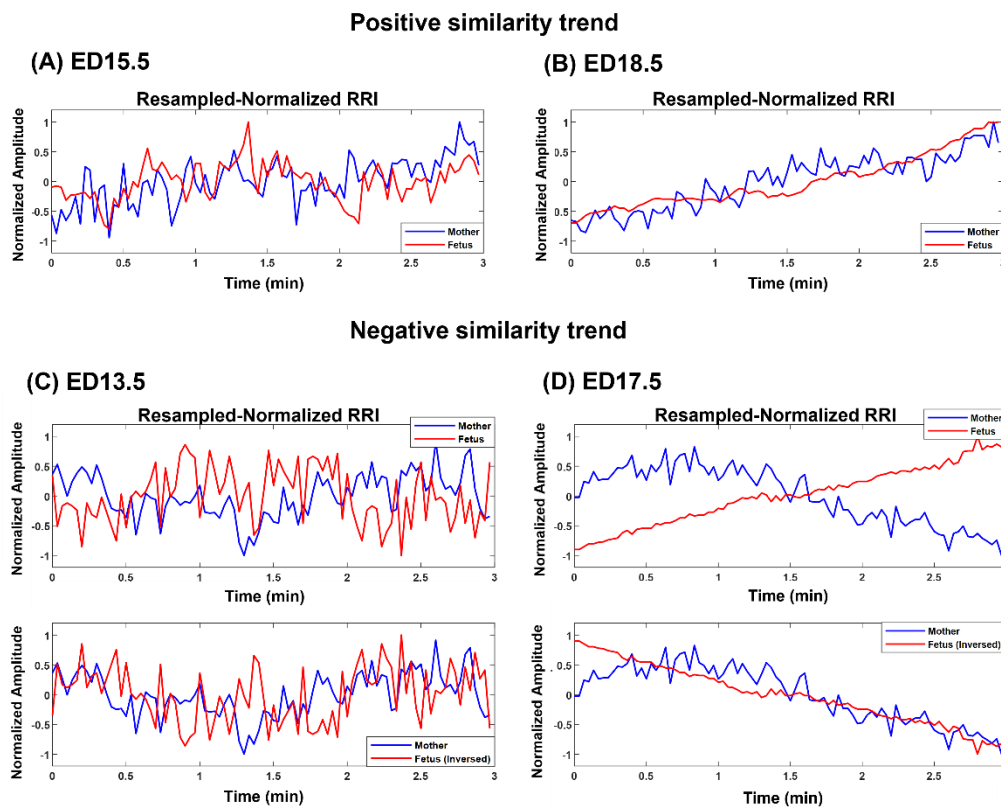 Positive similarity trend
(A) ED15.5
Resampled-Normalized RRI
Normalized Amplitude
1
0.5
0
-0.5
-1
Mother
Fetus
0 0.5 1 1.5 2 2.5 3
Time (min)
(B) ED18.5
Resampled-Normalized RRI
Normalized Amplitude
1
0.5
0
-0.5
-1
Mother
Fetus
0 0.5 1 1.5 2 2.5 3
Time (min)
Negative similarity trend
(C) ED13.5
Resampled-Normalized RRI
Mother
Fetus
Normalized Amplitude
1
0.5
0
-0.5
-1
0 0.5 1 1.5 2 2.5 3
Time (min)
Normalized Amplitude
1
0.5
0
-0.5
-1
Mother
Fetus (Inversed)
0 0.5 1 1.5 2 2.5 3
Time (min)
(D) ED17.5
Resampled-Normalized RRI
Mother
Fetus
Normalized Amplitude
1
0.5
0
-0.5
-1
0 0.5 1 1.5 2 2.5
Time (min)
Mother
Fetus (Inversed)
Normalized Amplitude
1
0.5
0
-0.5
-1
0 0.5 1 1.5 2 2.5
Time (min)